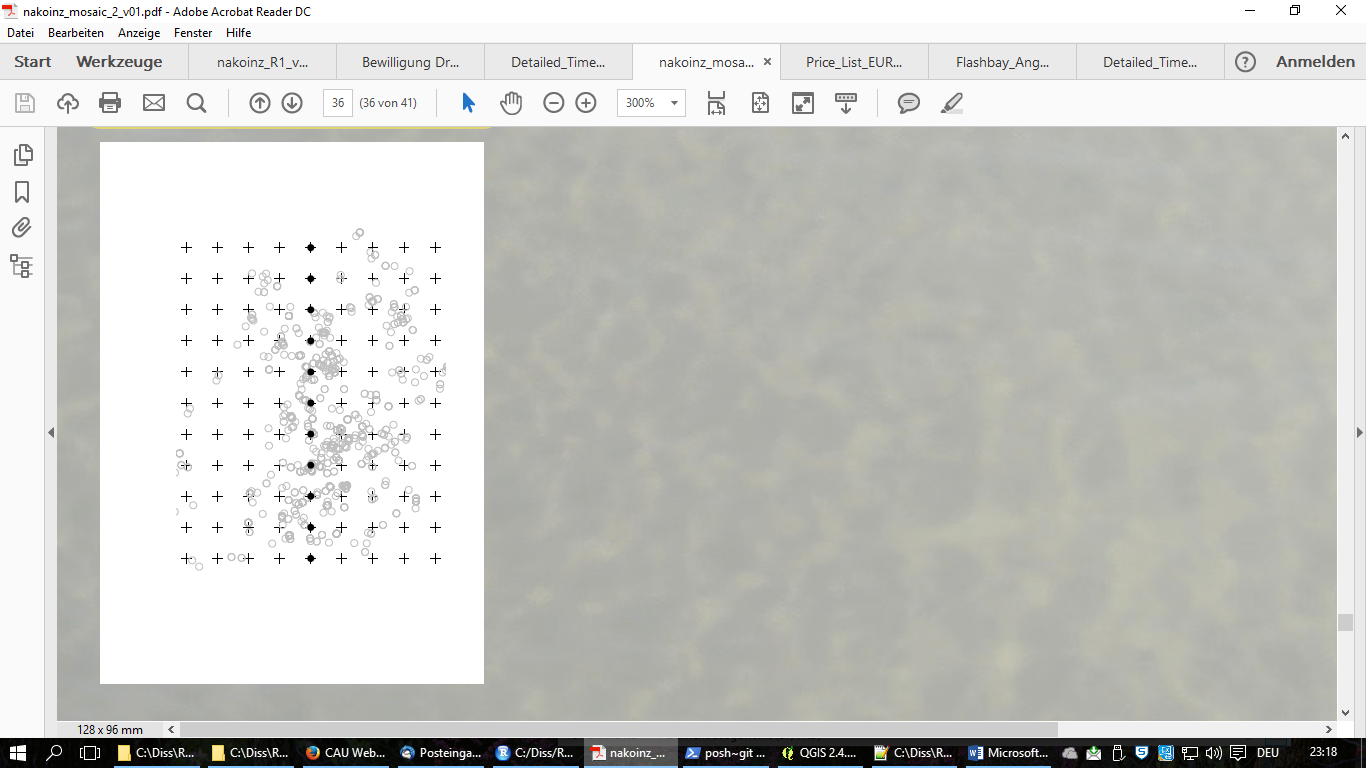 nakoinz_mosaic_2_v01.pdf - Adobe Acrobat Reader DC
Datei Bearbeiten Anzeige Fenster Hilfe
Start Werkzeuge nakoinz_R1_v... Bewilligung Dr... Detailed_Time... nakoinz_mosa... × Price_List_EUR... Flashbay_Ang... Detailed_Time... ? Anmelden
36 (36 von 41) 300%
128 x 96 mm
C:\Diss\R... C:\Diss\R... CAU Web... Posteinga... C:/Diss/R... nakoinz_... posh~git ... QGIS 2.4.... C:\Diss\R... Microsoft... DEU 23:18